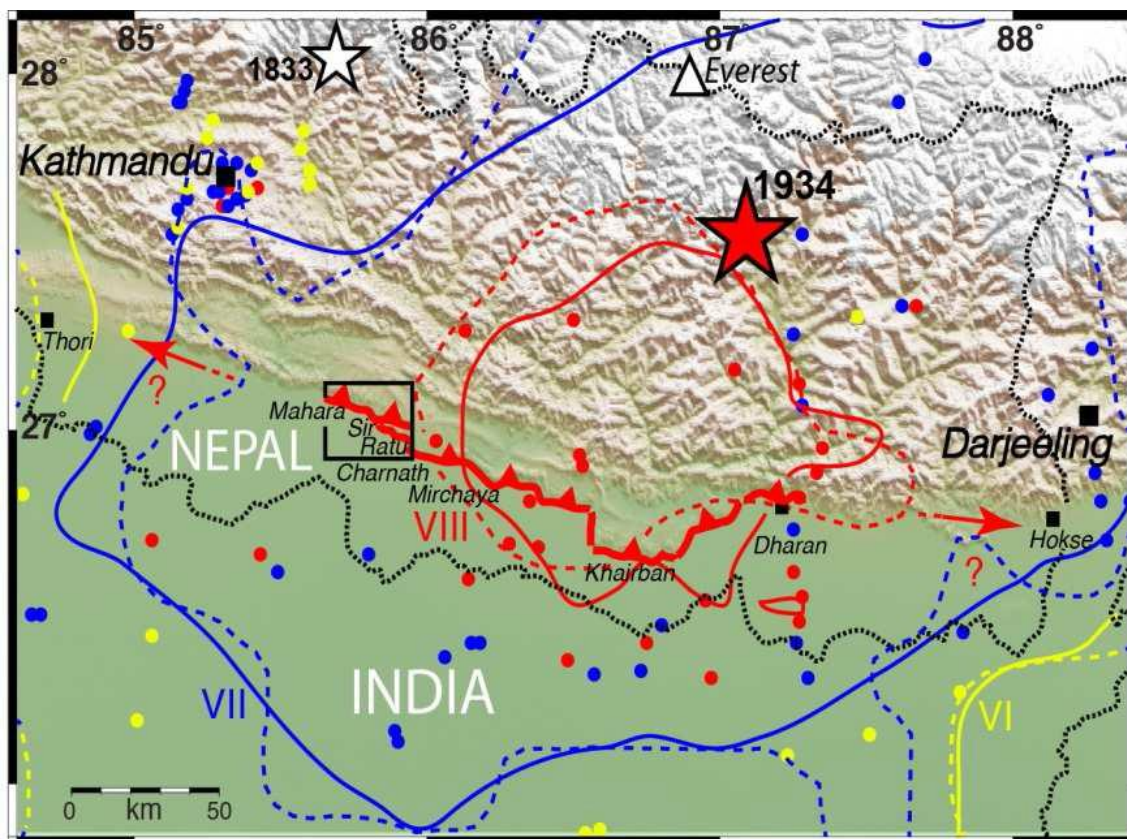 85°
86°
87°
88°
28°
1833
Everest
Kathmandu
1934
Thori
?
Mahara
27°
Sir
Ratu
NEPAL
Charnath
Mirchaya
VIII
Darjeeling
Dharan
Hokse
?
Khairban
INDIA
VII
VI
0 km 50